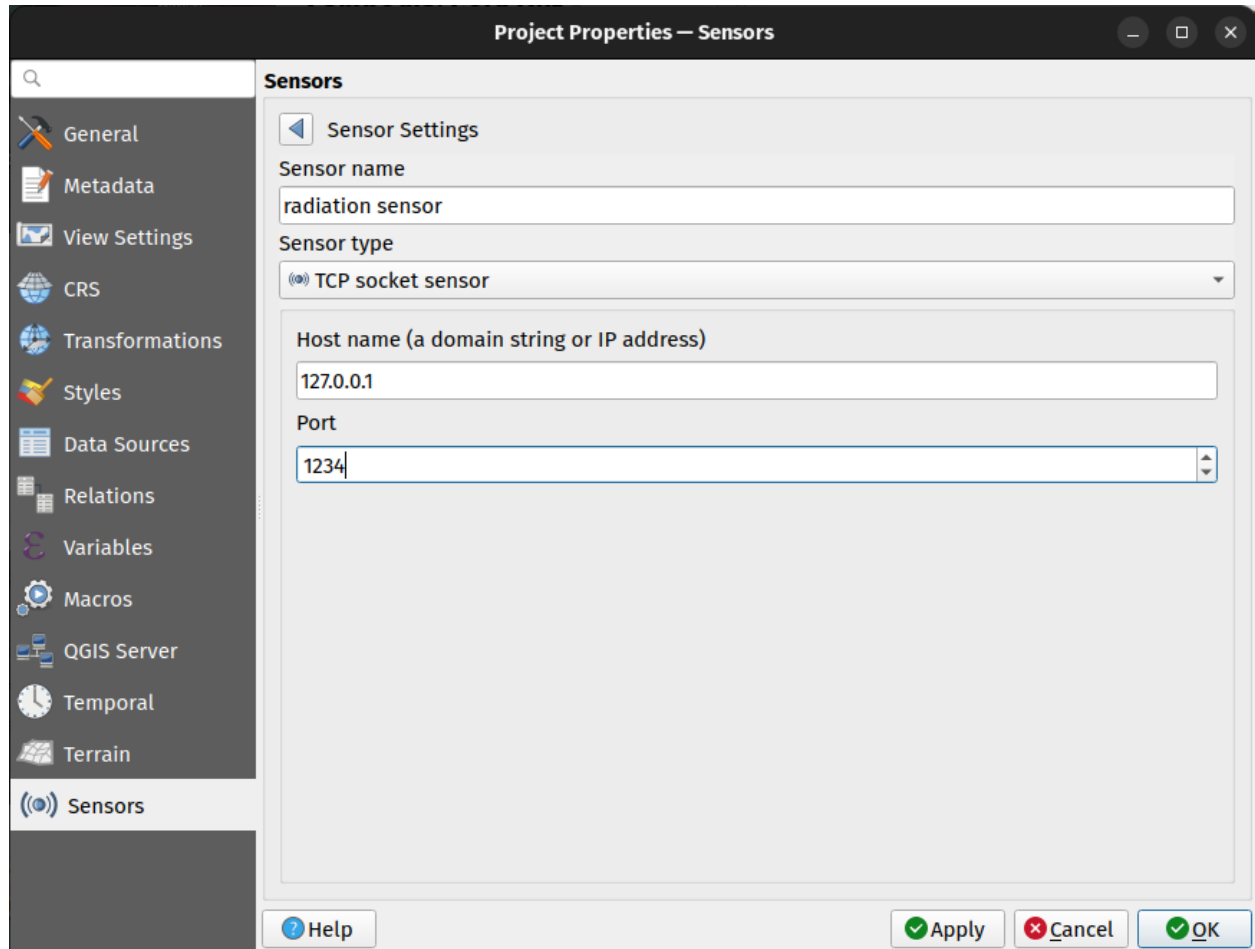 Project Properties — Sensors
Sensors
General
Metadata
View Settings
CRS
Transformations
Styles
Data Sources
Relations
Variables
Macros
QGIS Server
Temporal
Terrain
Sensors
Sensor Settings
Sensor name
radiation sensor
Sensor type
TCP socket sensor
Host name (a domain string or IP address)
127.0.0.1
Port
1234
Help
Apply
Cancel
OK